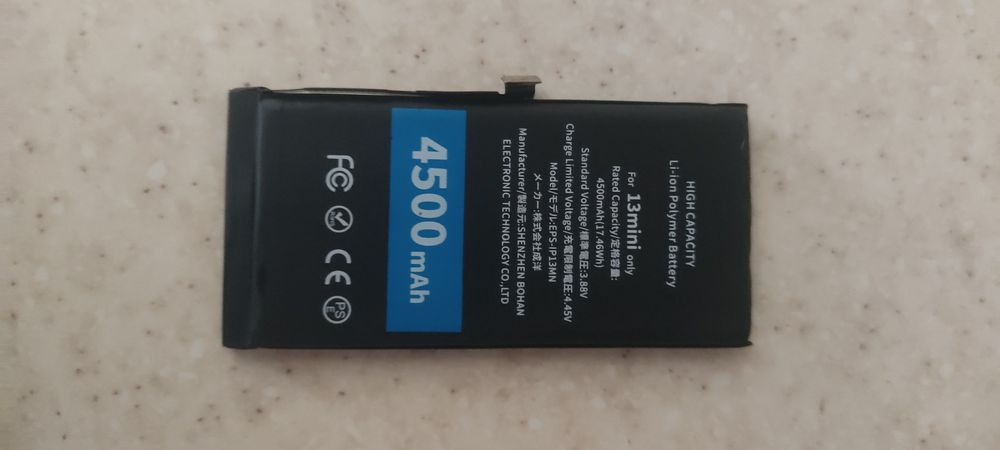 HIGH CAPACITY
Li-ion Polymer Battery
For 13mini only
Rated Capacity/定格容量:
4500mAh(17.46Wh)
Standard Voltage/標準電圧:3.88V
Charge Limited Voltage/充電限制電圧:4.45V
Model/モデル:EPS-IP13MN
メーカー:株式会社成洋
Manufacturer/製造元:SHENZHEN BOHAN
ELECTRONIC TECHNOLOGY CO.,LTD
4500 mAh
FC CE PSE